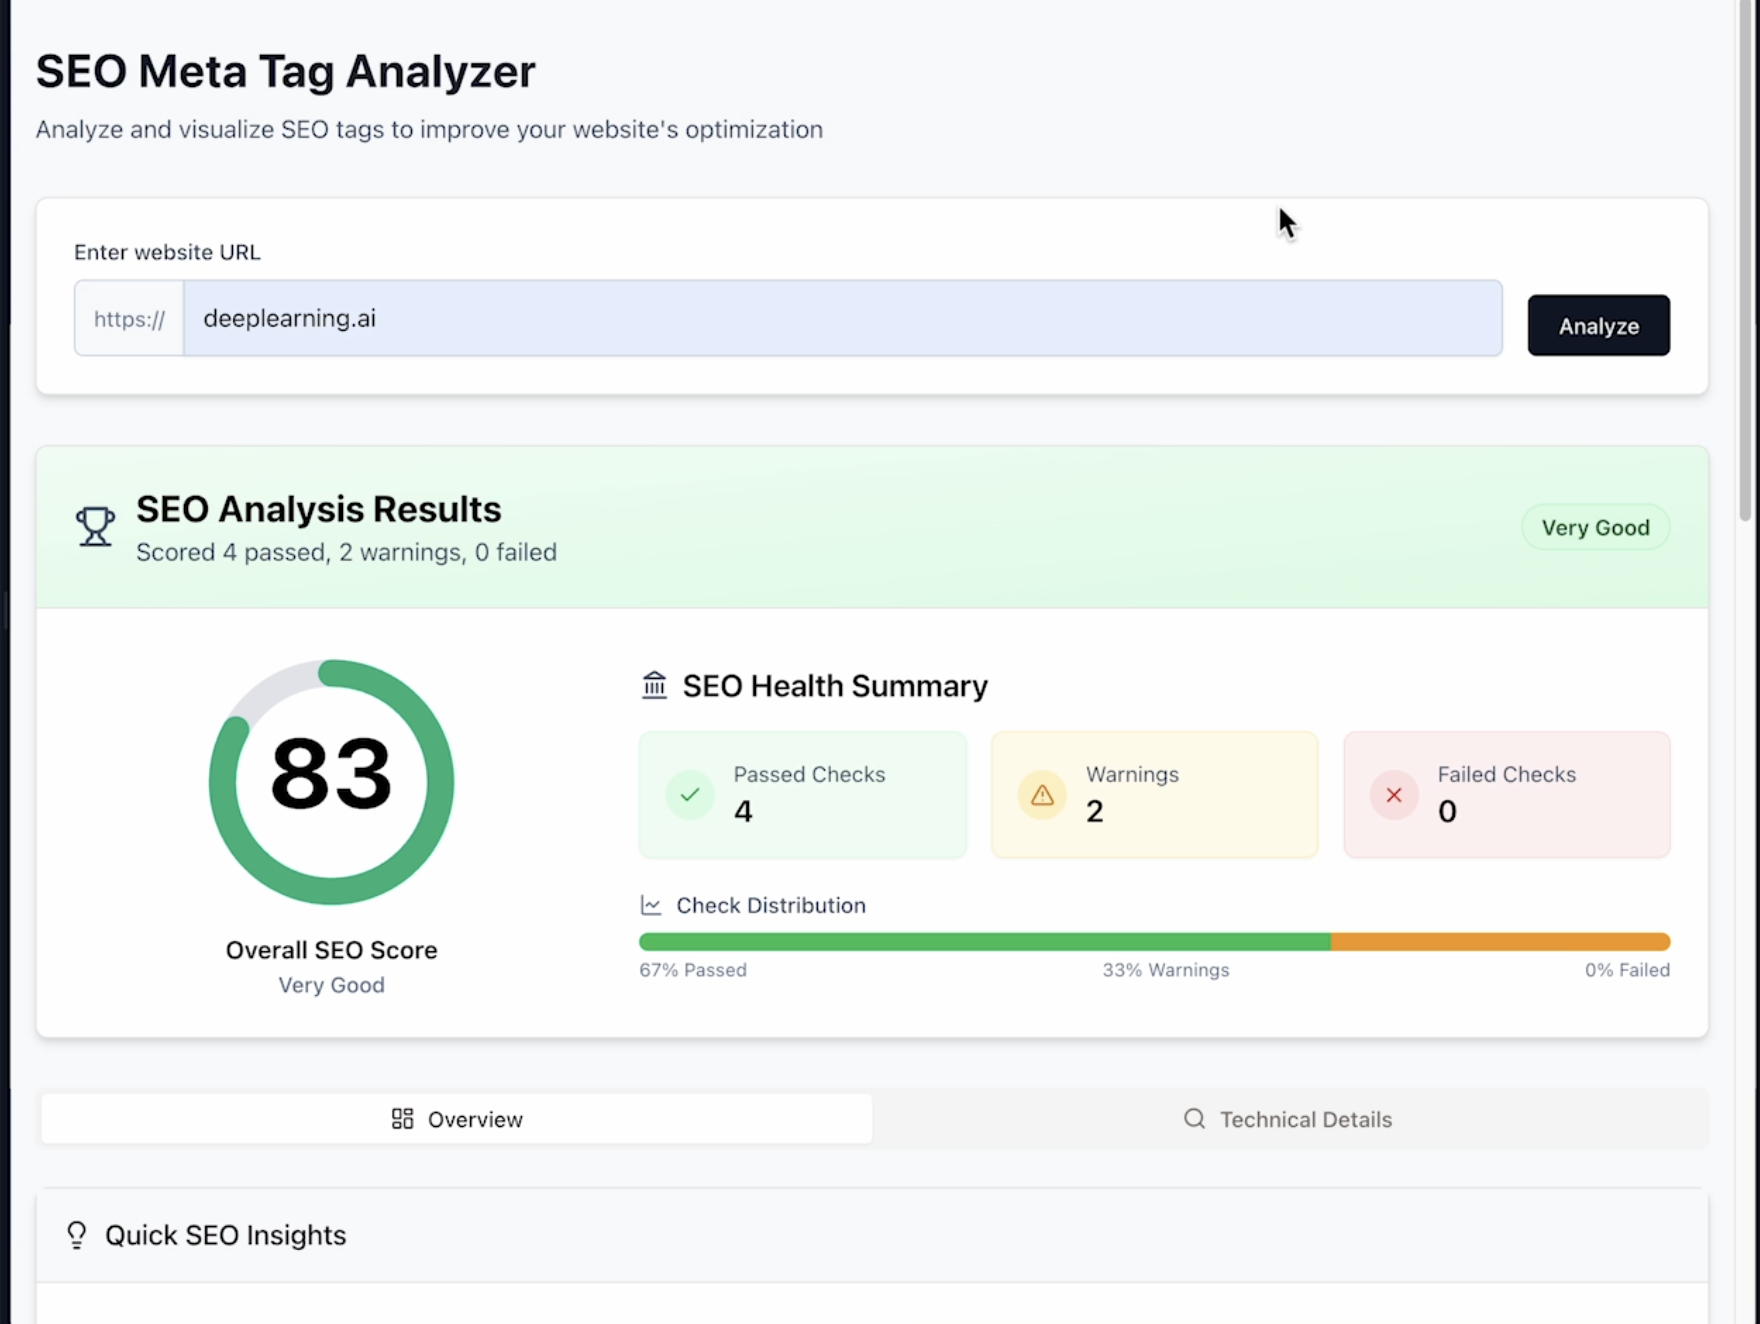 SEO Meta Tag Analyzer
Analyze and visualize SEO tags to improve your website's optimization
Enter website URL
https:// deeplearning.ai
Analyze
SEO Analysis Results
Scored 4 passed, 2 warnings, 0 failed
Very Good
83
Overall SEO Score
Very Good
SEO Health Summary
Passed Checks
4
Warnings
2
Failed Checks
0
Check Distribution
67% Passed
33% Warnings
0% Failed
Overview
Technical Details
Quick SEO Insights